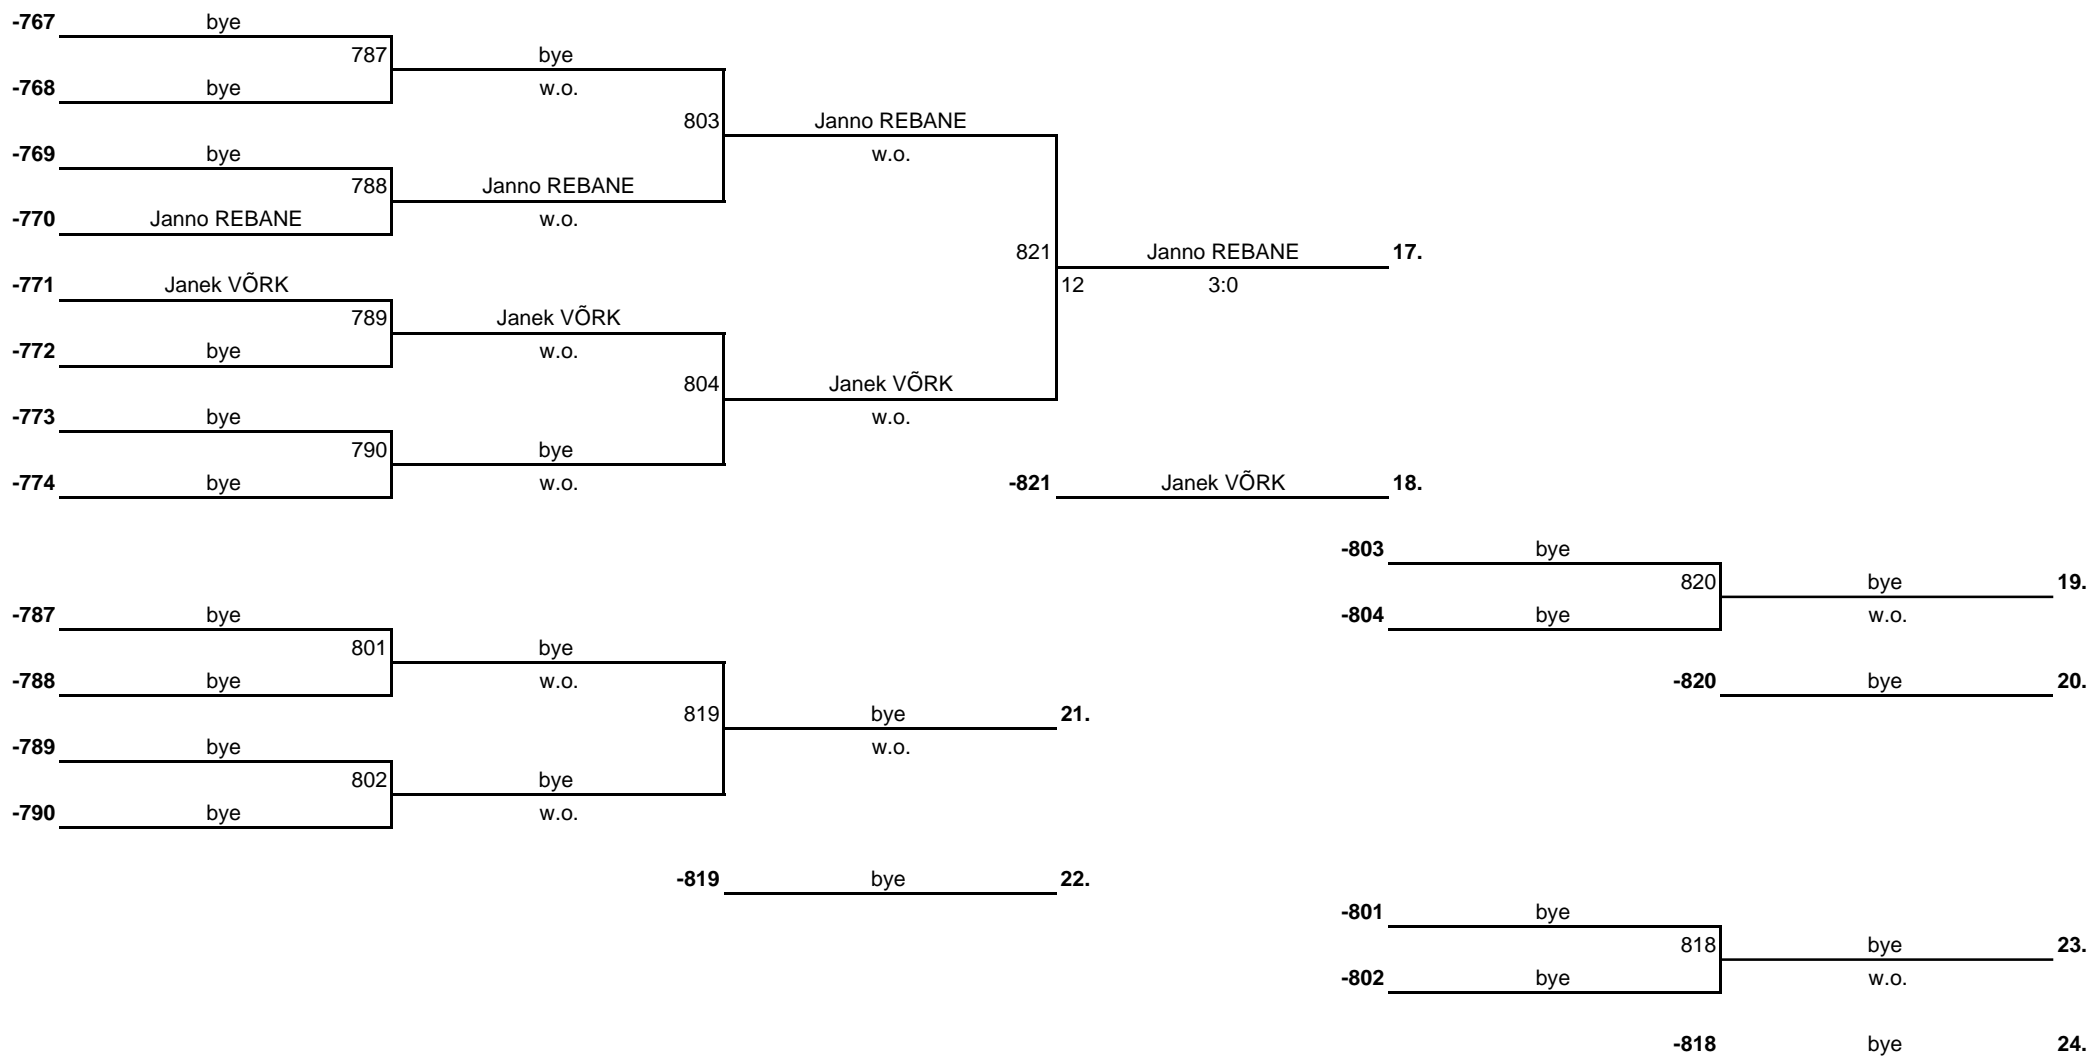 -767 bye
787 bye
-768 bye w.o.
803 Janno REBANE
-769 bye w.o.
788 Janno REBANE
-770 Janno REBANE w.o.
821 Janno REBANE 17.
-771 Janek VÕRK 12 3:0
789 Janek VÕRK
-772 bye w.o.
804 Janek VÕRK
-773 bye w.o.
790 bye
-774 bye w.o. -821 Janek VÕRK 18.
-803 bye
820 bye 19.
-787 bye -804 bye w.o.
801 bye
-788 bye w.o. -820 bye 20.
819 bye 21.
-789 bye w.o.
802 bye
-790 bye w.o.
-819 bye 22.
-801 bye
818 bye 23.
-802 bye w.o.
-818 bye 24.